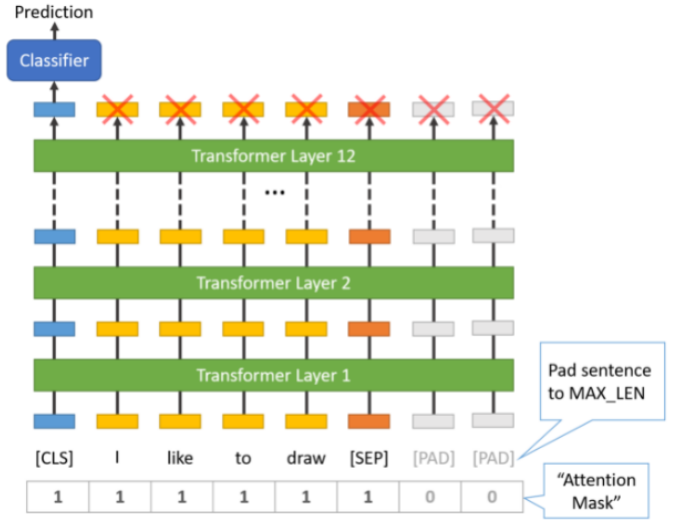 Prediction
Classifier
Transformer Layer 12
...
Transformer Layer 2
Transformer Layer 1
Pad sentence
to MAX_LEN
[CLS] I like to draw [SEP] [PAD] [PAD]
1 1 1 1 1 1 0 0
“Attention
Mask”